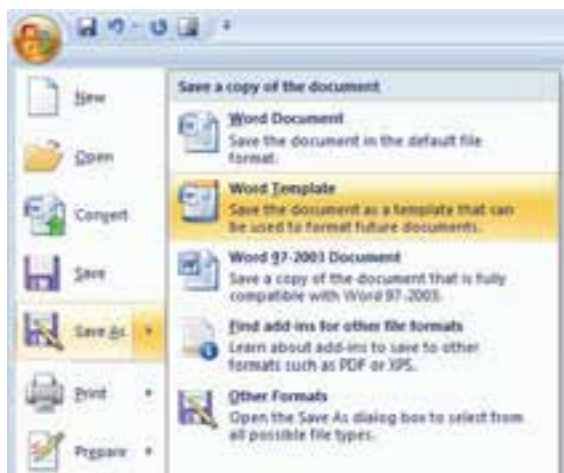 New
Open
Convert
Save
Save As
Print
Prepare
Save a copy of the document
Word Document
Save the document in the default file
format.
Word Template
Save the document as a template that can
be used to format future documents.
Word 97-2003 Document
Save a copy of the document that is fully
compatible with Word 97-2003.
Find add-ins for other file formats
Learn about add-ins to save to other
formats such as PDF or XPS.
Other Formats
Open the Save As dialog box to select from
all possible file types.